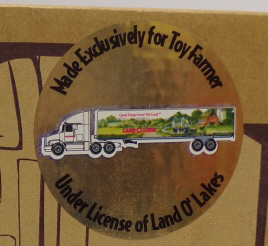 Made Exclusively for Toy Farmer
Good Things From The Land
LAND O LAKES
Under License of Land O' Lakes